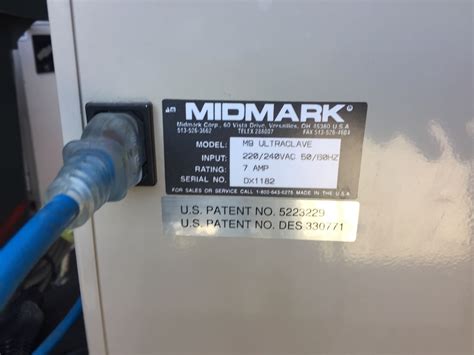 MIDMARK
Midmark Corp., 60 Vista Drive, Versailles, OH 45380 U.S.A.
513-526-3662 TELEX 288007 FAX 513-526-4604
MODEL: M9 ULTRACLAVE
INPUT: 220/240VAC 50/60HZ
RATING: 7 AMP
SERIAL NO. DX1182
FOR SALES OR SERVICE CALL 1-800-643-6275 MADE IN U.S.A.
U.S. PATENT NO. 5223229
U.S. PATENT NO. DES 330771